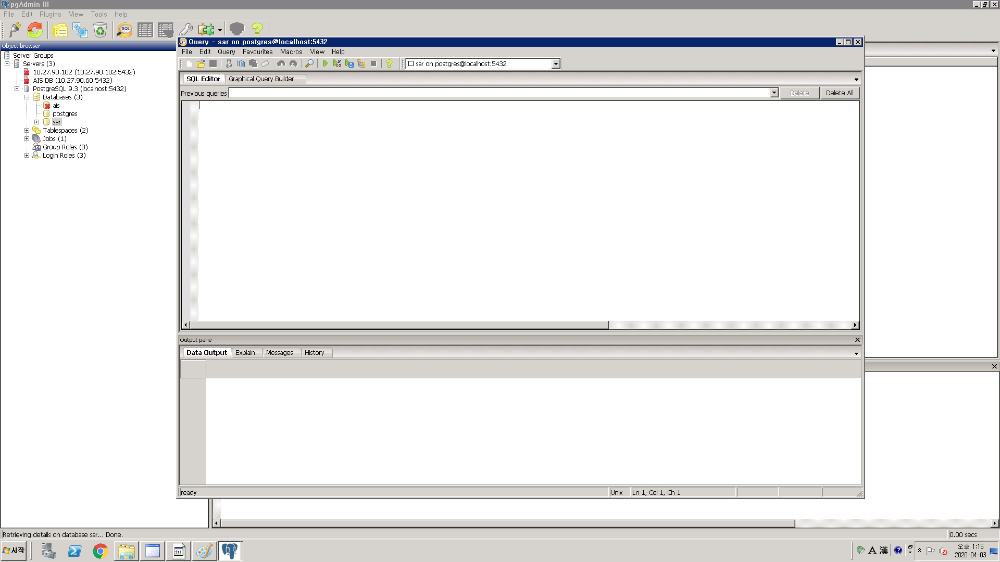 pgAdmin III
File Edit Plugins View Tools Help
SQL
Object browser
Server Groups
Servers (3)
10.27.90.102 (10.27.90.102:5432)
AIS DB (10.27.90.60:5432)
PostgreSQL 9.3 (localhost:5432)
Databases (3)
ais
postgres
sar
Tablespaces (2)
Jobs (1)
Group Roles (0)
Login Roles (3)
Query - sar on postgres@localhost:5432
File Edit Query Favourites Macros View Help
sar on postgres@localhost:5432
SQL Editor Graphical Query Builder
Previous queries Delete Delete All
Output pane
Data Output Explain Messages History
ready Unix Ln 1, Col 1, Ch 1
Retrieving details on database sar... Done. 0.00 secs
시작 A 漢 오후 1:15
2020-04-03